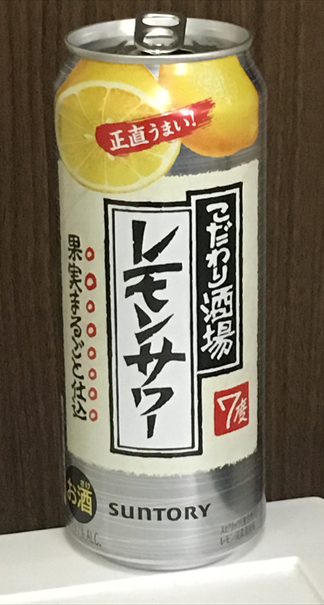 正直うまい!
こだわり酒場
レモンサワー
果実まるごと仕込
7度
お酒
SUNTORY